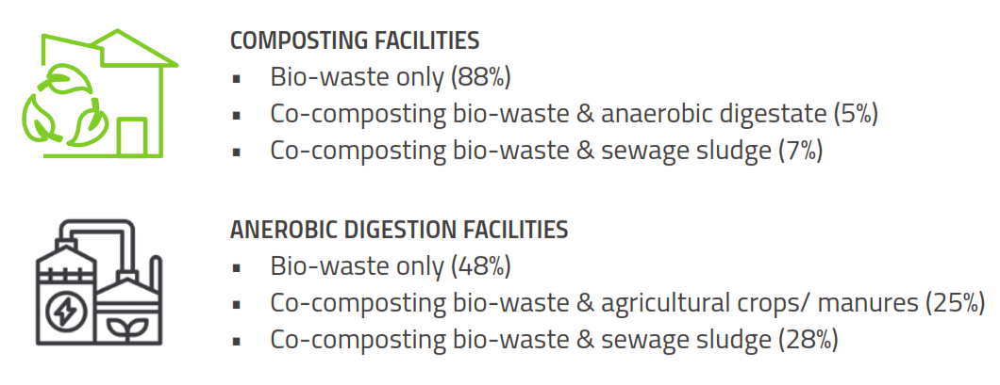 COMPOSTING FACILITIES
▪ Bio-waste only (88%)
▪ Co-composting bio-waste & anaerobic digestate (5%)
▪ Co-composting bio-waste & sewage sludge (7%)
ANEROBIC DIGESTION FACILITIES
▪ Bio-waste only (48%)
▪ Co-composting bio-waste & agricultural crops/ manures (25%)
▪ Co-composting bio-waste & sewage sludge (28%)